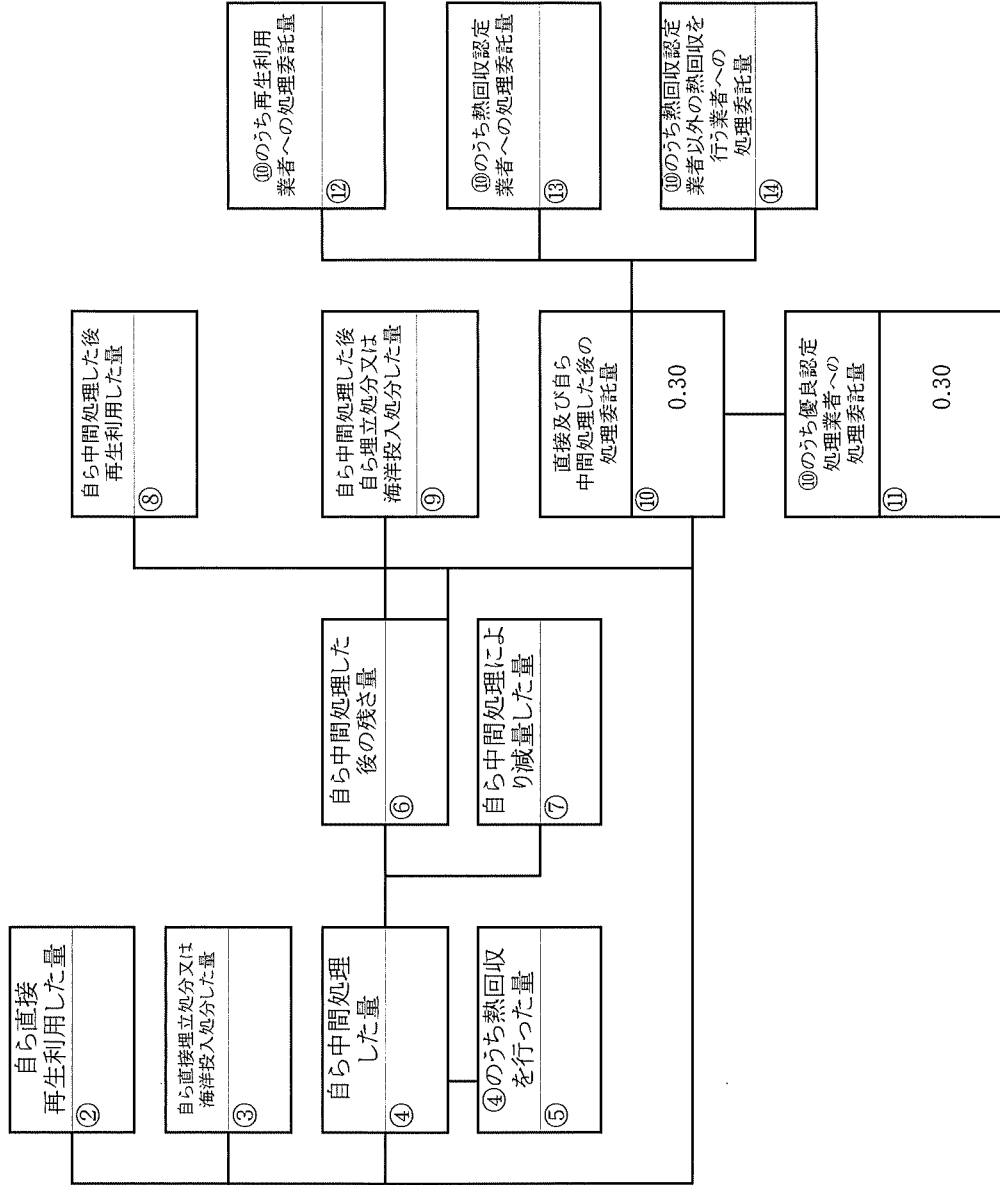 自ら直接
再生利用した量
②
自ら直接埋立処分又は
海洋投入処分した量
③
自ら中間処理
した量
④
④のうち熱回収
を行った量
⑤
自ら中間処理した
後の残さ量
⑥
自ら中間処理によ
り減量した量
⑦
自ら中間処理した後
再生利用した量
⑧
自ら中間処理した後
自ら埋立処分又は
海洋投入処分した量
⑨
直接及び自ら
中間処理した後の
処理委託量
⑩
0.30
⑩のうち優良認定
処理業者への
処理委託量
⑪
0.30
⑩のうち再生利用
業者への処理委託量
⑫
⑩のうち熱回収認定
業者への処理委託量
⑬
⑩のうち熱回収認定
業者以外の熱回収を
行う業者への
処理委託量
⑭